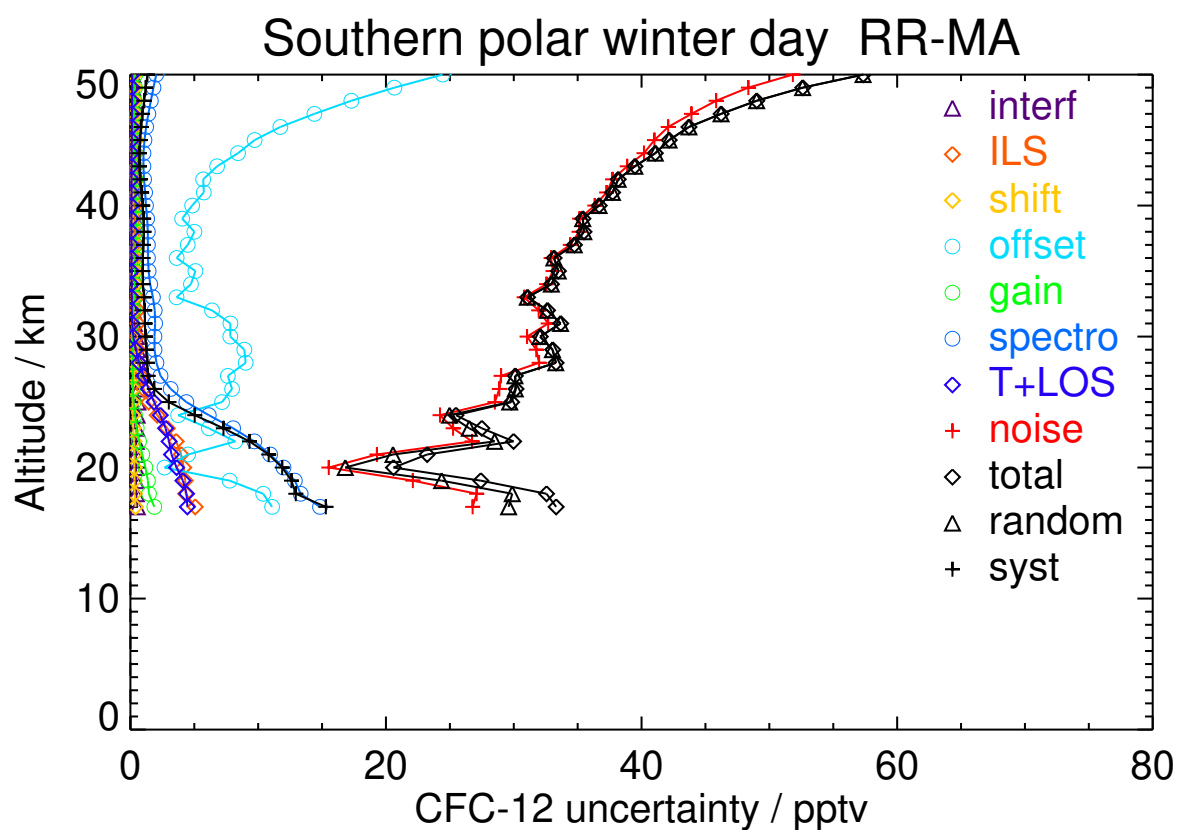 Southern polar winter day  RR-MA
50
40
30
20
10
0
Altitude / km
interf
ILS
shift
offset
gain
spectro
T+LOS
noise
total
random
syst
0 20 40 60 80
CFC-12 uncertainty / pptv